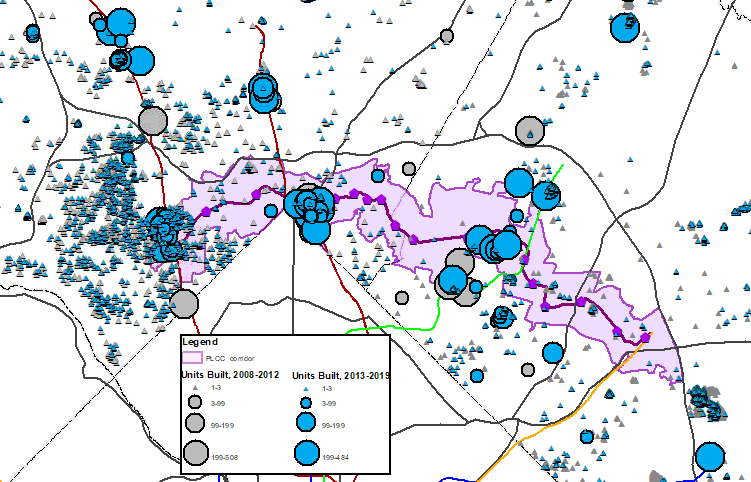 Legend
PLCC corridor
Units Built, 2008-2012 Units Built, 2013-2019
1-3 1-3
3-99 3-99
99-199 99-199
199-508 199-484